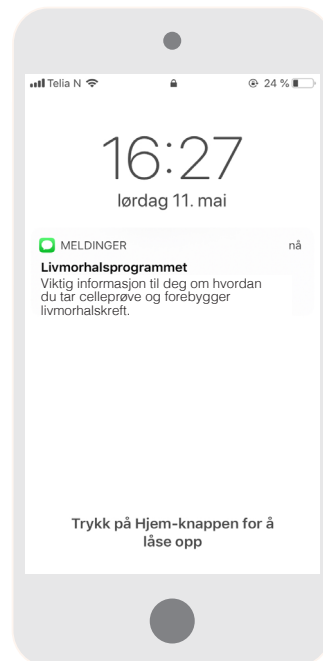 Telia N 24 %
16:27
lørdag 11. mai
MELDINGER nå
Livmorhalsprogrammet
Viktig informasjon til deg om hvordan
du tar celleprøve og forebygger
livmorhalskreft.
Trykk på Hjem-knappen for å
låse opp